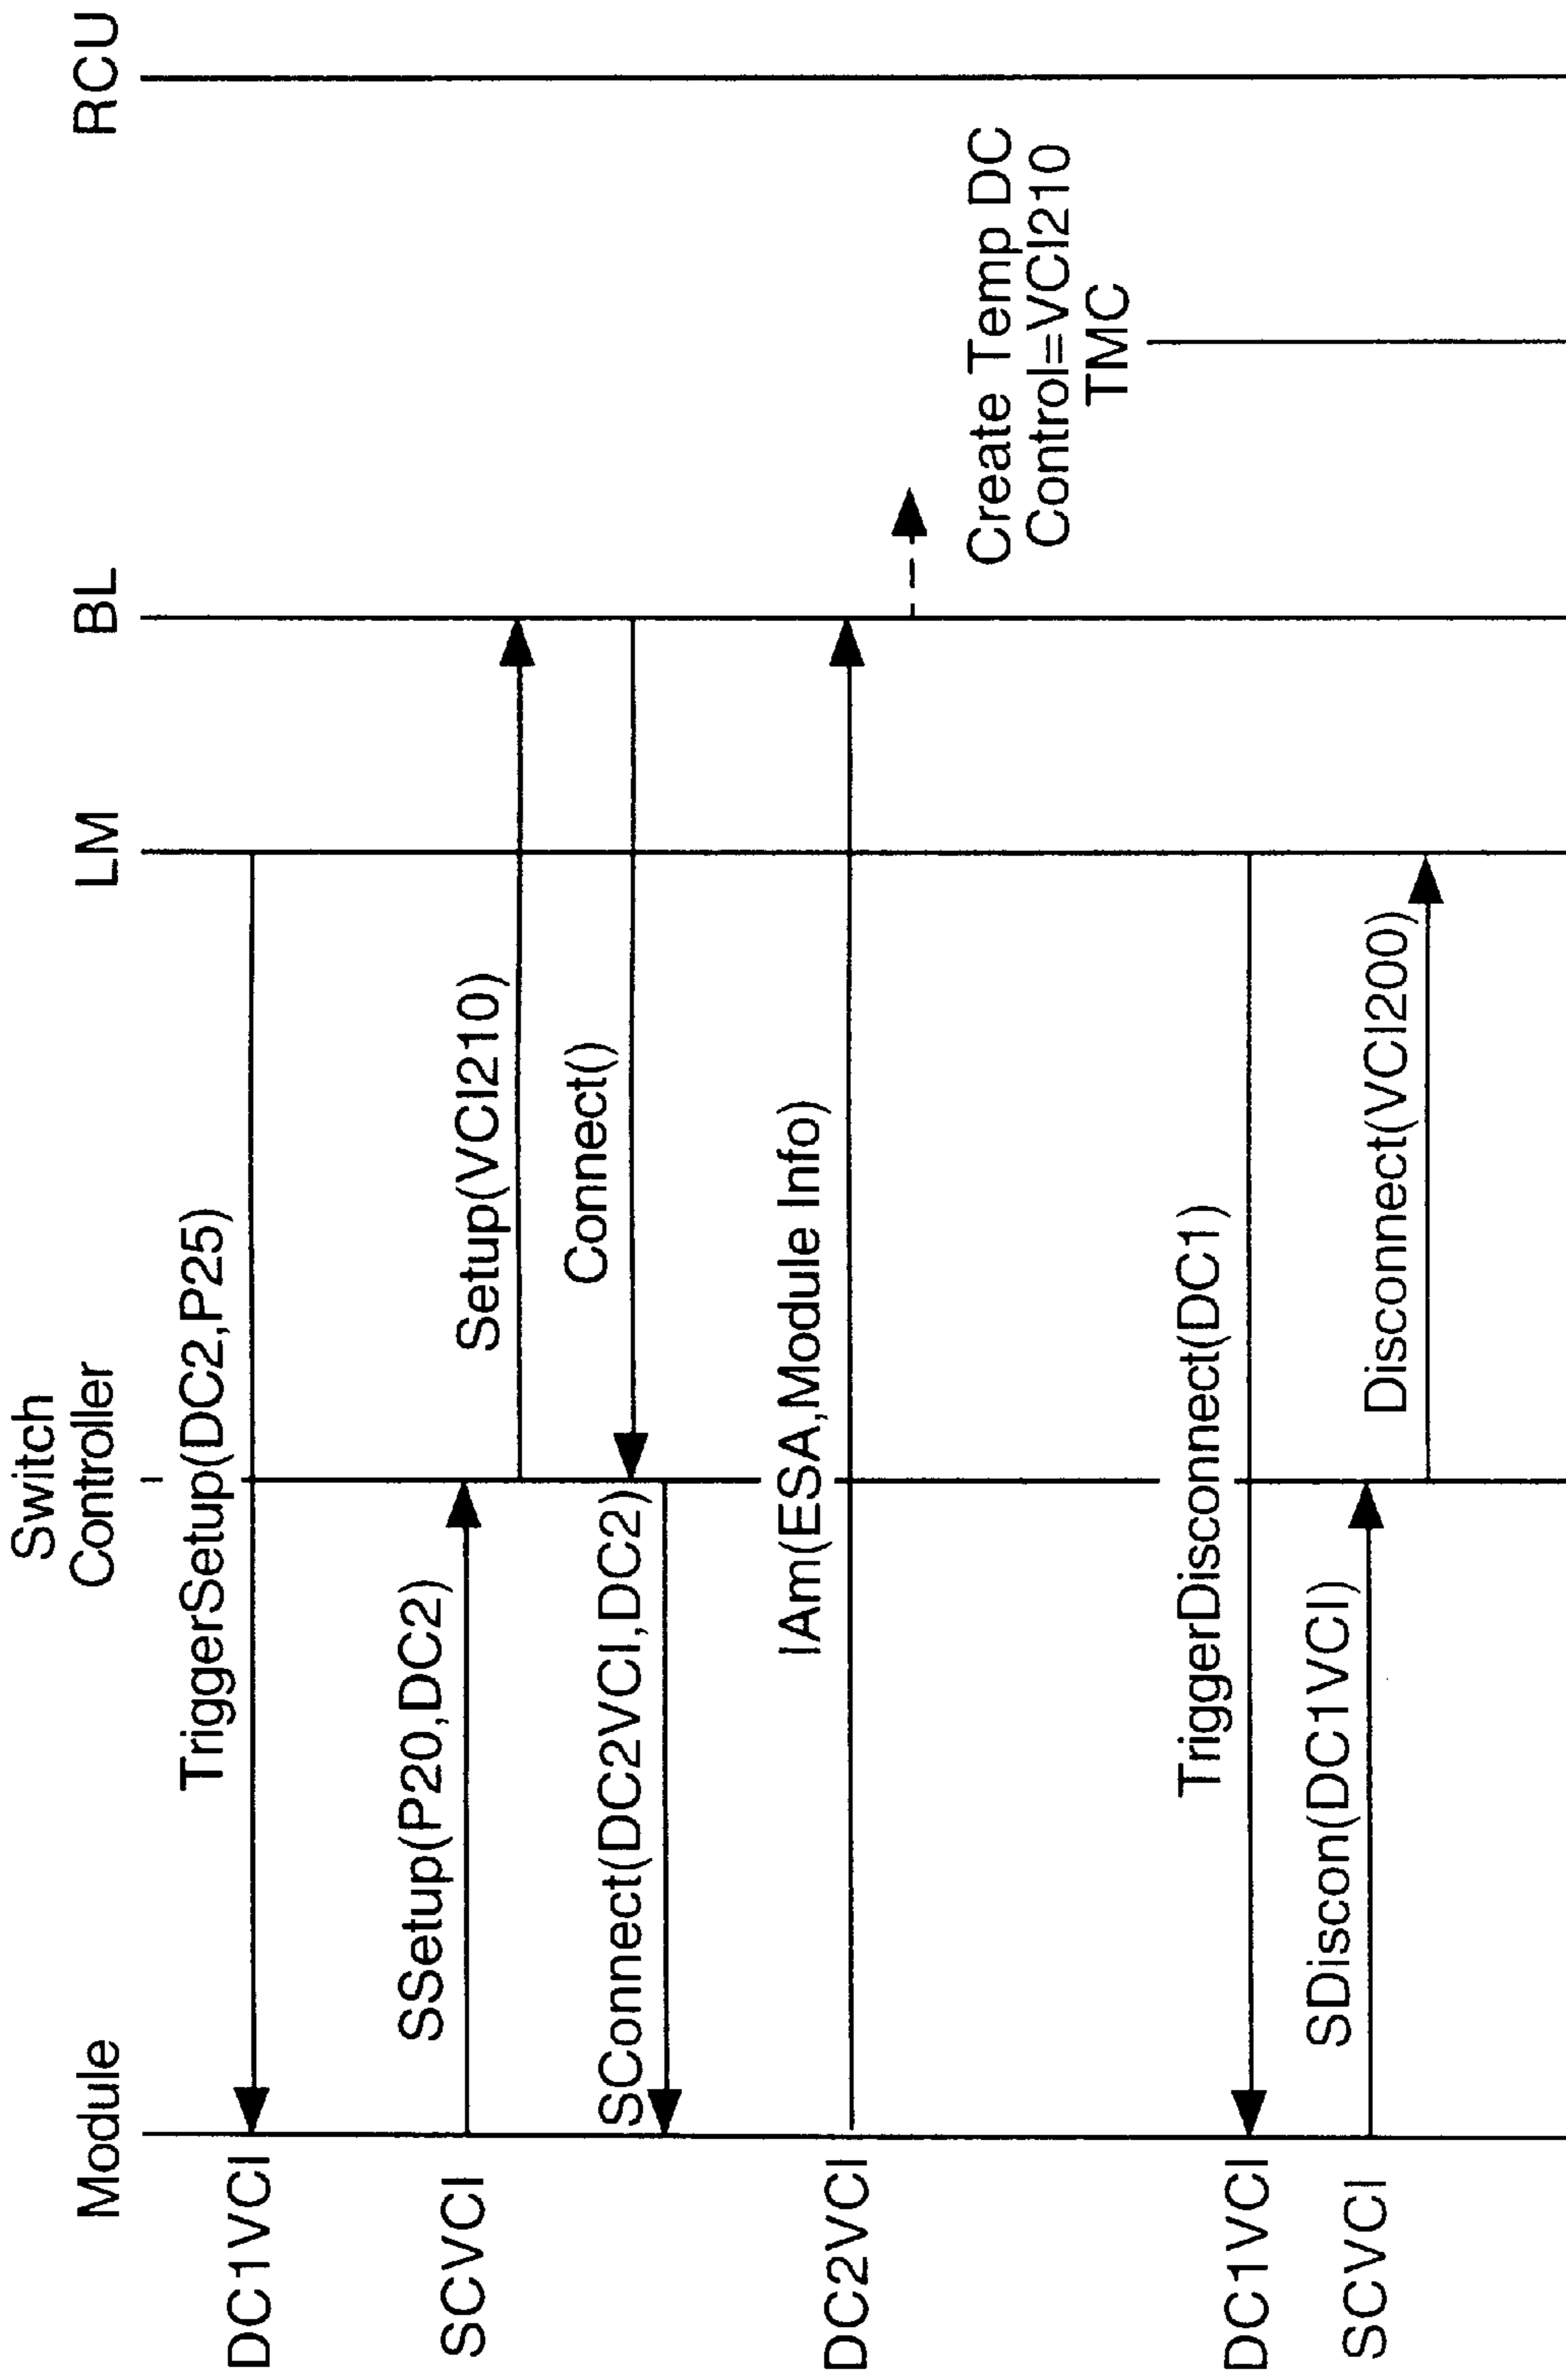 Module
Switch
Controller
LM
BL
RCU
DC1VCI
TriggerSetup(DC2,P25)
SCVCI
SSetup(P20,DC2)
Setup(VCI210)
Connect()
SConnect(DC2VCI,DC2)
DC2VCI
IAm(ESA,Module Info)
Create Temp DC
Control=VCI210
TMC
DC1VCI
TriggerDisconnect(DC1)
SCVCI
SDiscon(DC1VCI)
Disconnect(VCI200)